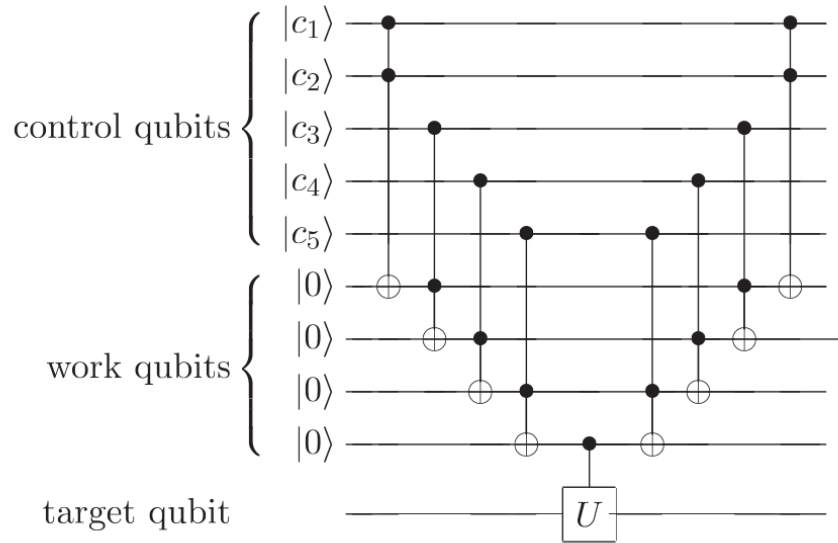 |c₁⟩
|c₂⟩
control qubits |c₃⟩
|c₄⟩
|c₅⟩
|0⟩
|0⟩
work qubits
|0⟩
|0⟩
target qubit U